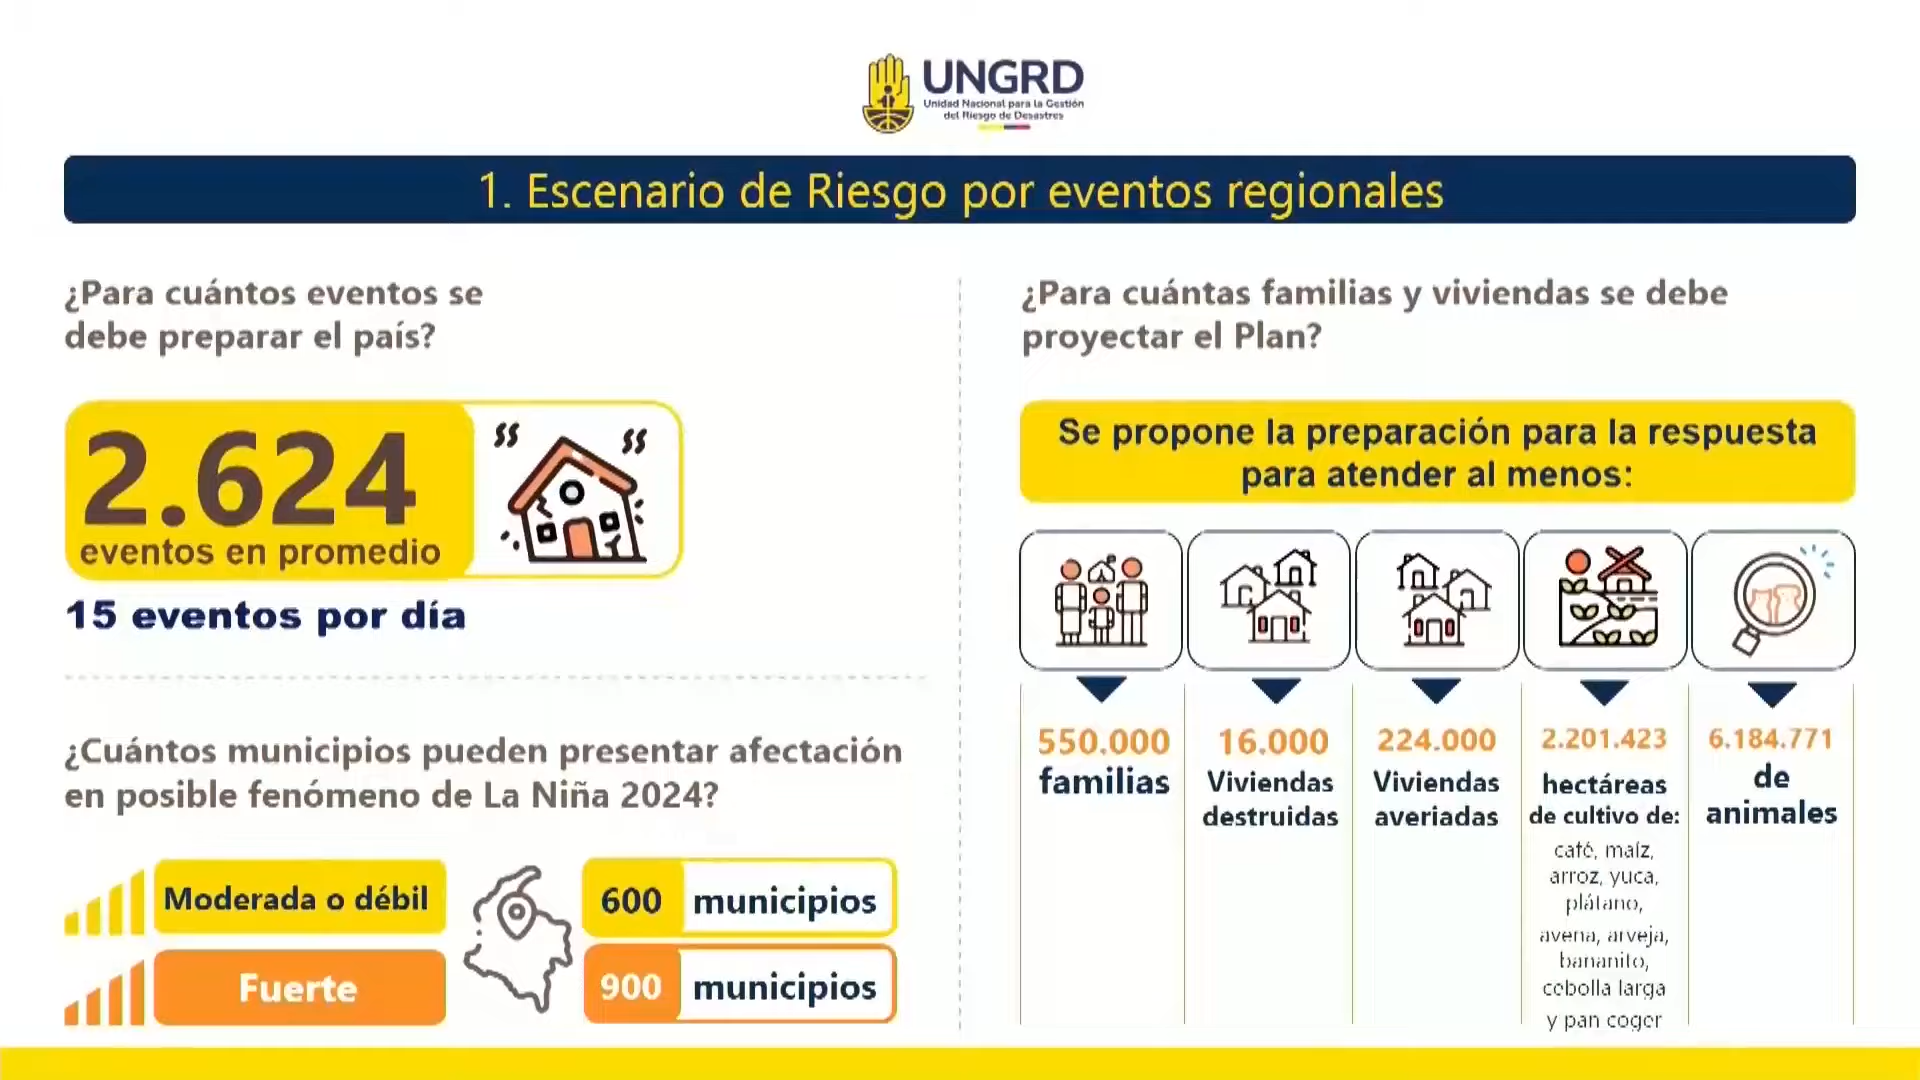 UNGRD
Unidad Nacional para la Gestión
del Riesgo de Desastres
1. Escenario de Riesgo por eventos regionales
¿Para cuántos eventos se
debe preparar el país?
2.624
eventos en promedio
15 eventos por día
¿Cuántos municipios pueden presentar afectación
en posible fenómeno de La Niña 2024?
Moderada o débil
600 municipios
Fuerte
900 municipios
¿Para cuántas familias y viviendas se debe
proyectar el Plan?
Se propone la preparación para la respuesta
para atender al menos:
550.000
familias
16.000
Viviendas
destruidas
224.000
Viviendas
averiadas
2.201.423
hectáreas
de cultivo de:
café, maíz,
arroz, yuca,
plátano,
avena, arveja,
bananito,
cebolla larga
y pan coger
6.184.771
de
animales